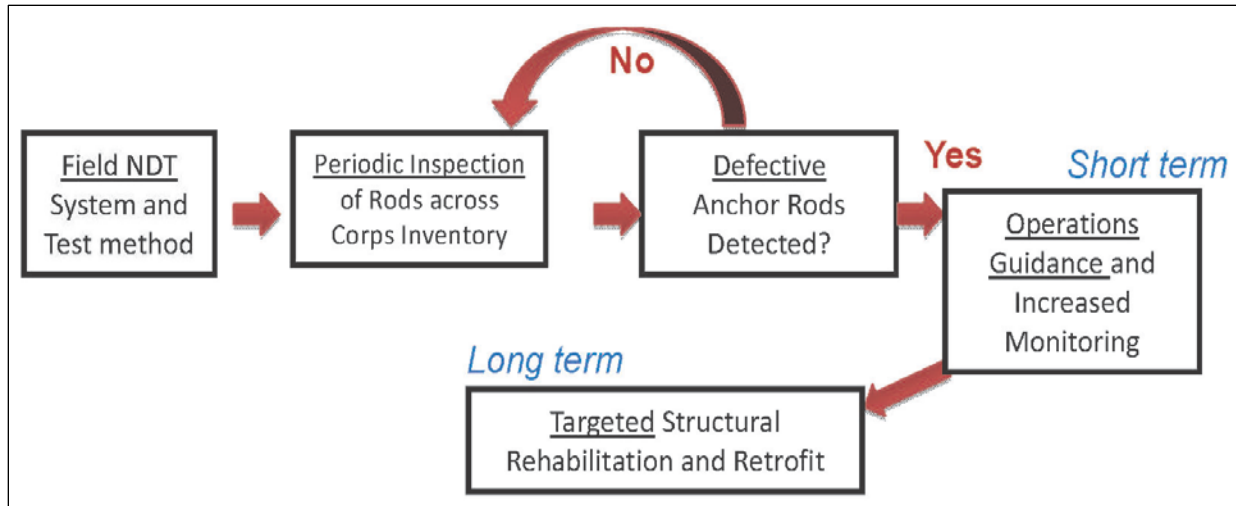 No
Field NDT
System and
Test method
Periodic Inspection
of Rods across
Corps Inventory
Defective
Anchor Rods
Detected?
Yes
Short term
Operations
Guidance and
Increased
Monitoring
Long term
Targeted Structural
Rehabilitation and Retrofit